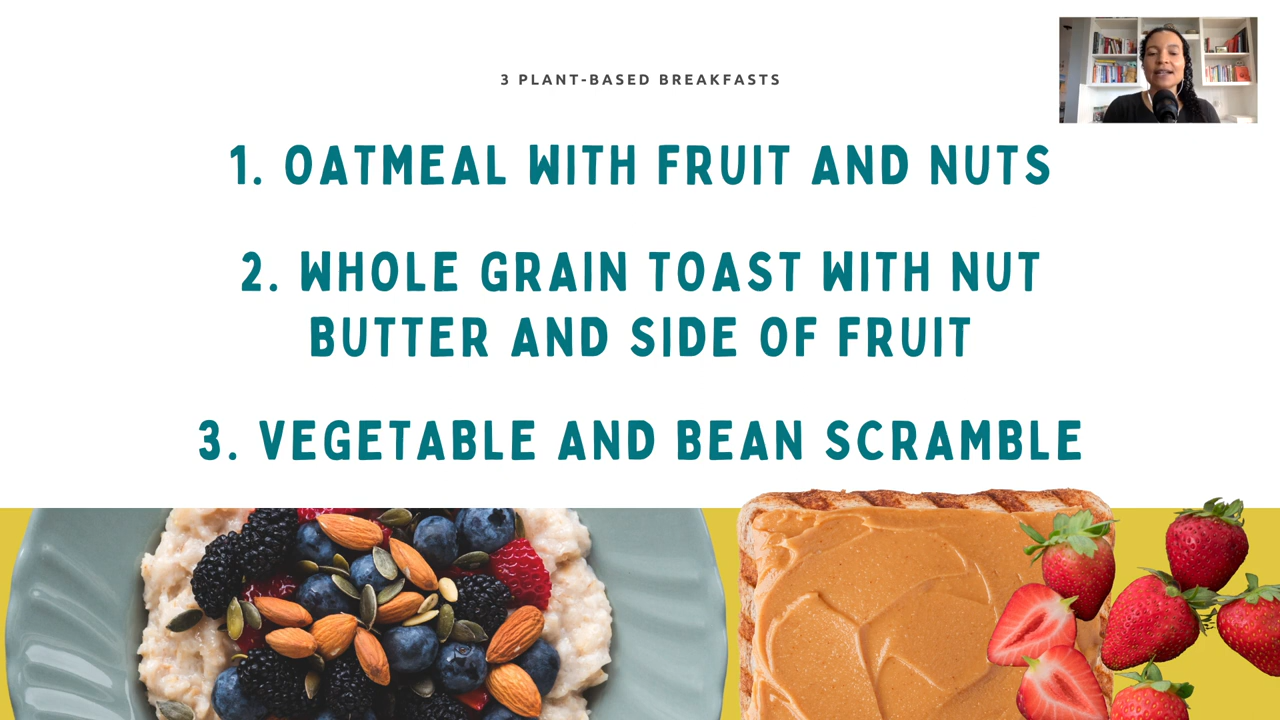 3 PLANT-BASED BREAKFASTS
1. OATMEAL WITH FRUIT AND NUTS
2. WHOLE GRAIN TOAST WITH NUT
BUTTER AND SIDE OF FRUIT
3. VEGETABLE AND BEAN SCRAMBLE